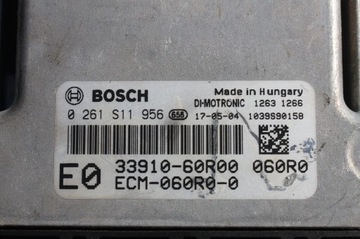 BOSCH
Made in Hungary
DI-MOTRONIC 1263 1266
0 261 S11 956 658 17-05-04 1039S90158
E0 33910-60R00 060R0
ECM-060R0-0